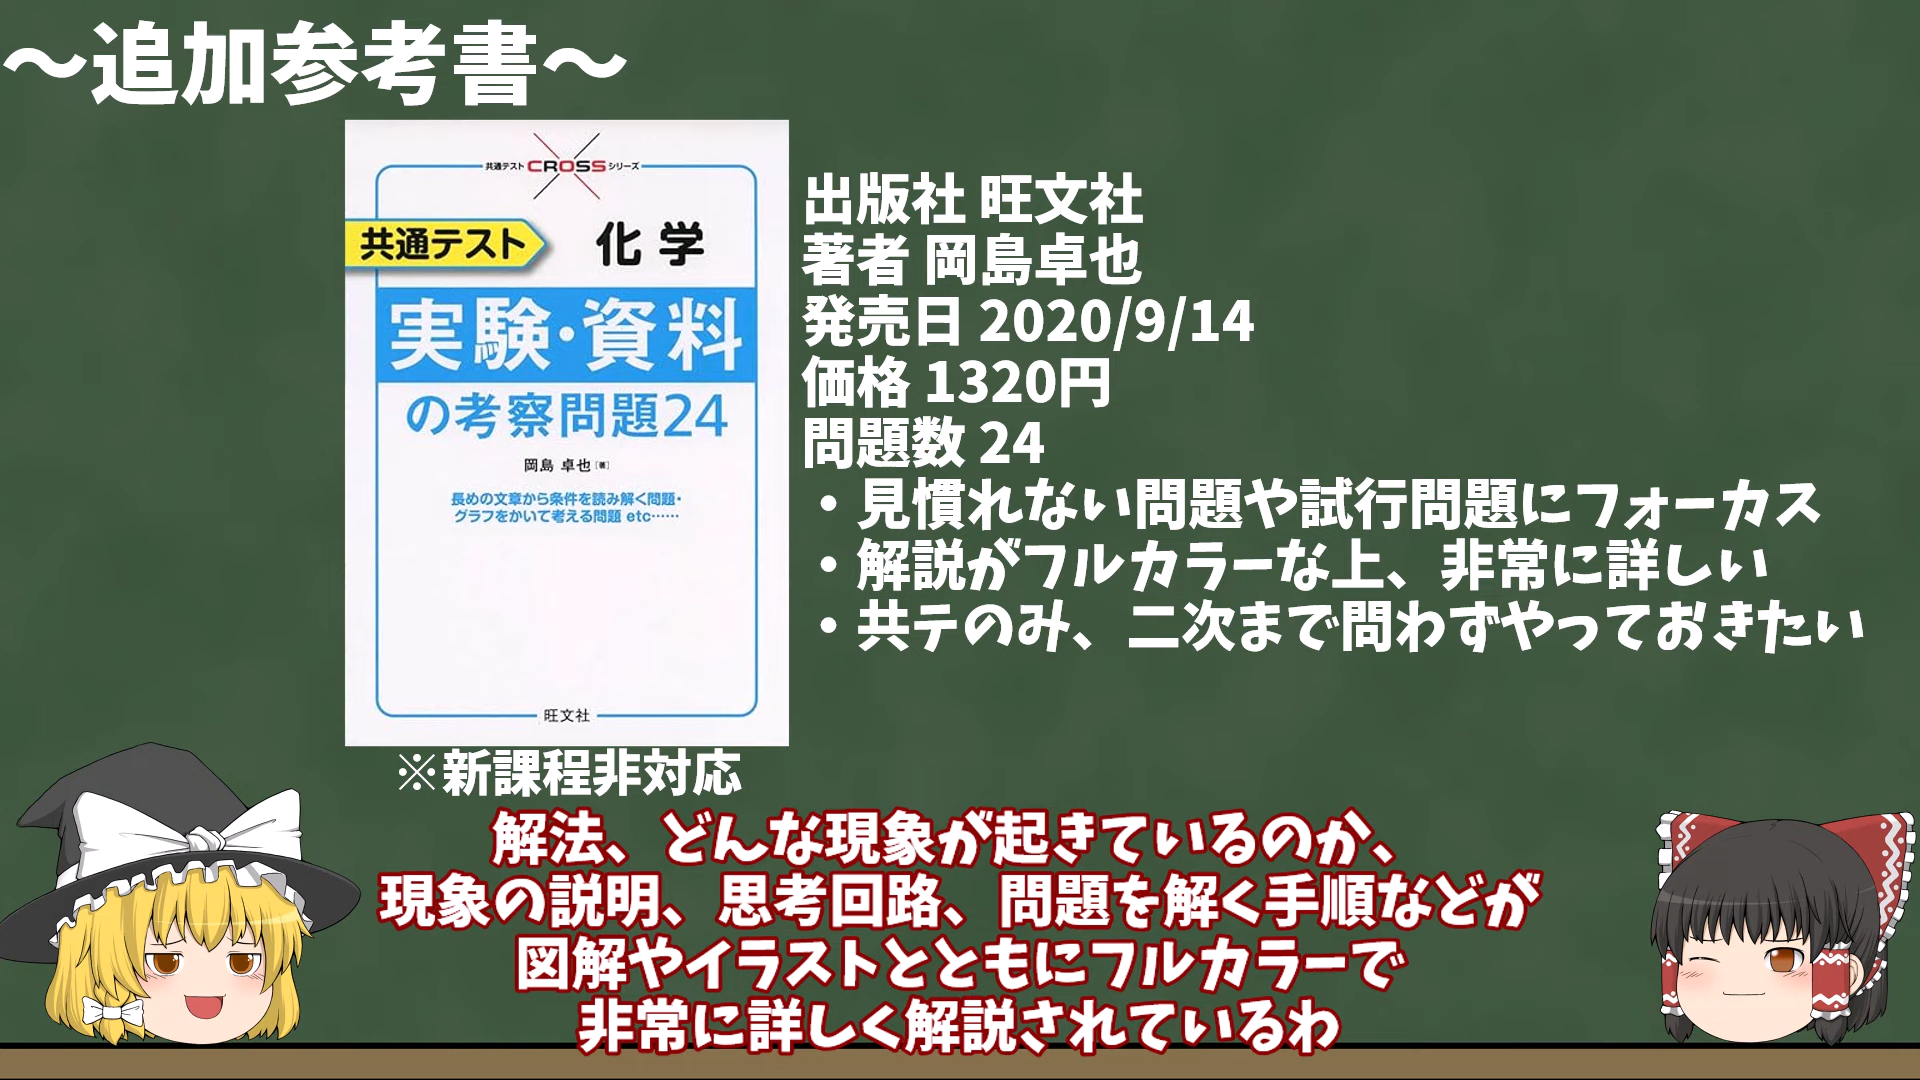 ～追加参考書～
共通テスト CROSS シリーズ
共通テスト 化学
実験・資料
の考察問題24
岡島 卓也 [著]
長めの文章から条件を読み解く問題・
グラフをかいて考える問題 etc……
旺文社
※新課程非対応
出版社 旺文社
著者 岡島卓也
発売日 2020/9/14
価格 1320円
問題数 24
・見慣れない問題や試行問題にフォーカス
・解説がフルカラーな上、非常に詳しい
・共テのみ、二次まで問わずやっておきたい
解法、どんな現象が起きているのか、
現象の説明、思考回路、問題を解く手順などが
図解やイラストとともにフルカラーで
非常に詳しく解説されているわ